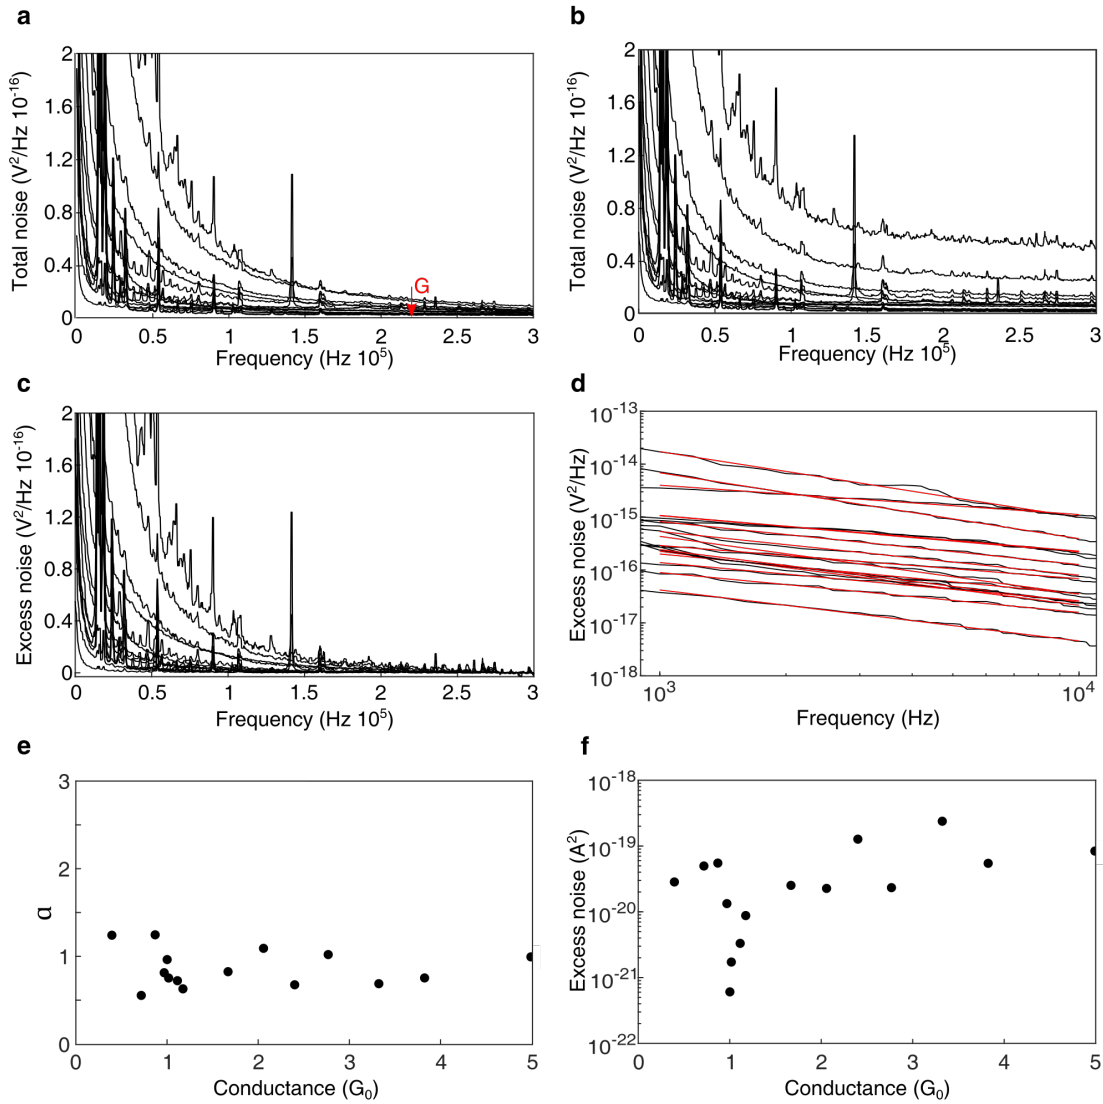 a
Total noise (V²/Hz 10⁻¹⁶)
2
1.6
1.2
0.8
0.4
0
G
0 0.5 1 1.5 2 2.5 3
Frequency (Hz 10⁵)
b
Total noise (V²/Hz 10⁻¹⁶)
2
1.6
1.2
0.8
0.4
0
0 0.5 1 1.5 2 2.5 3
Frequency (Hz 10⁵)
c
Excess noise (V²/Hz 10⁻¹⁶)
2
1.6
1.2
0.8
0.4
0
0 0.5 1 1.5 2 2.5 3
Frequency (Hz 10⁵)
d
Excess noise (V²/Hz)
10⁻¹³
10⁻¹⁴
10⁻¹⁵
10⁻¹⁶
10⁻¹⁷
10⁻¹⁸
10³ 10⁴
Frequency (Hz)
e
α
3
2
1
0
0 1 2 3 4 5
Conductance (G₀)
f
Excess noise (A²)
10⁻¹⁸
10⁻¹⁹
10⁻²⁰
10⁻²¹
10⁻²²
0 1 2 3 4 5
Conductance (G₀)